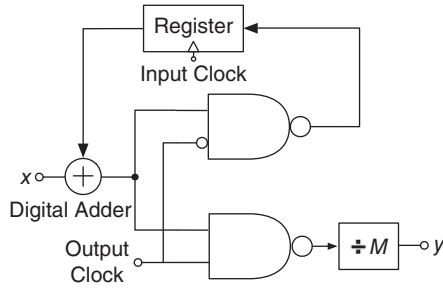 Register
Input Clock
x
+
Digital Adder
Output
Clock
÷ M
y